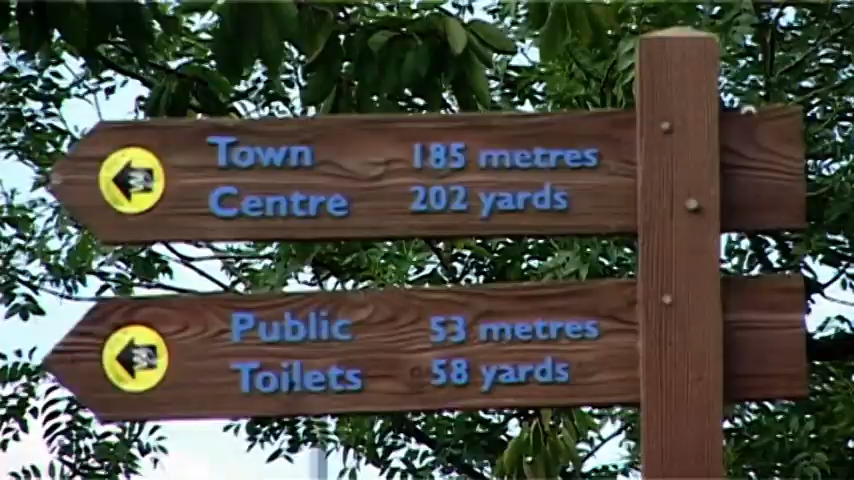 Town 185 metres
Centre 202 yards
Public 53 metres
Toilets 58 yards